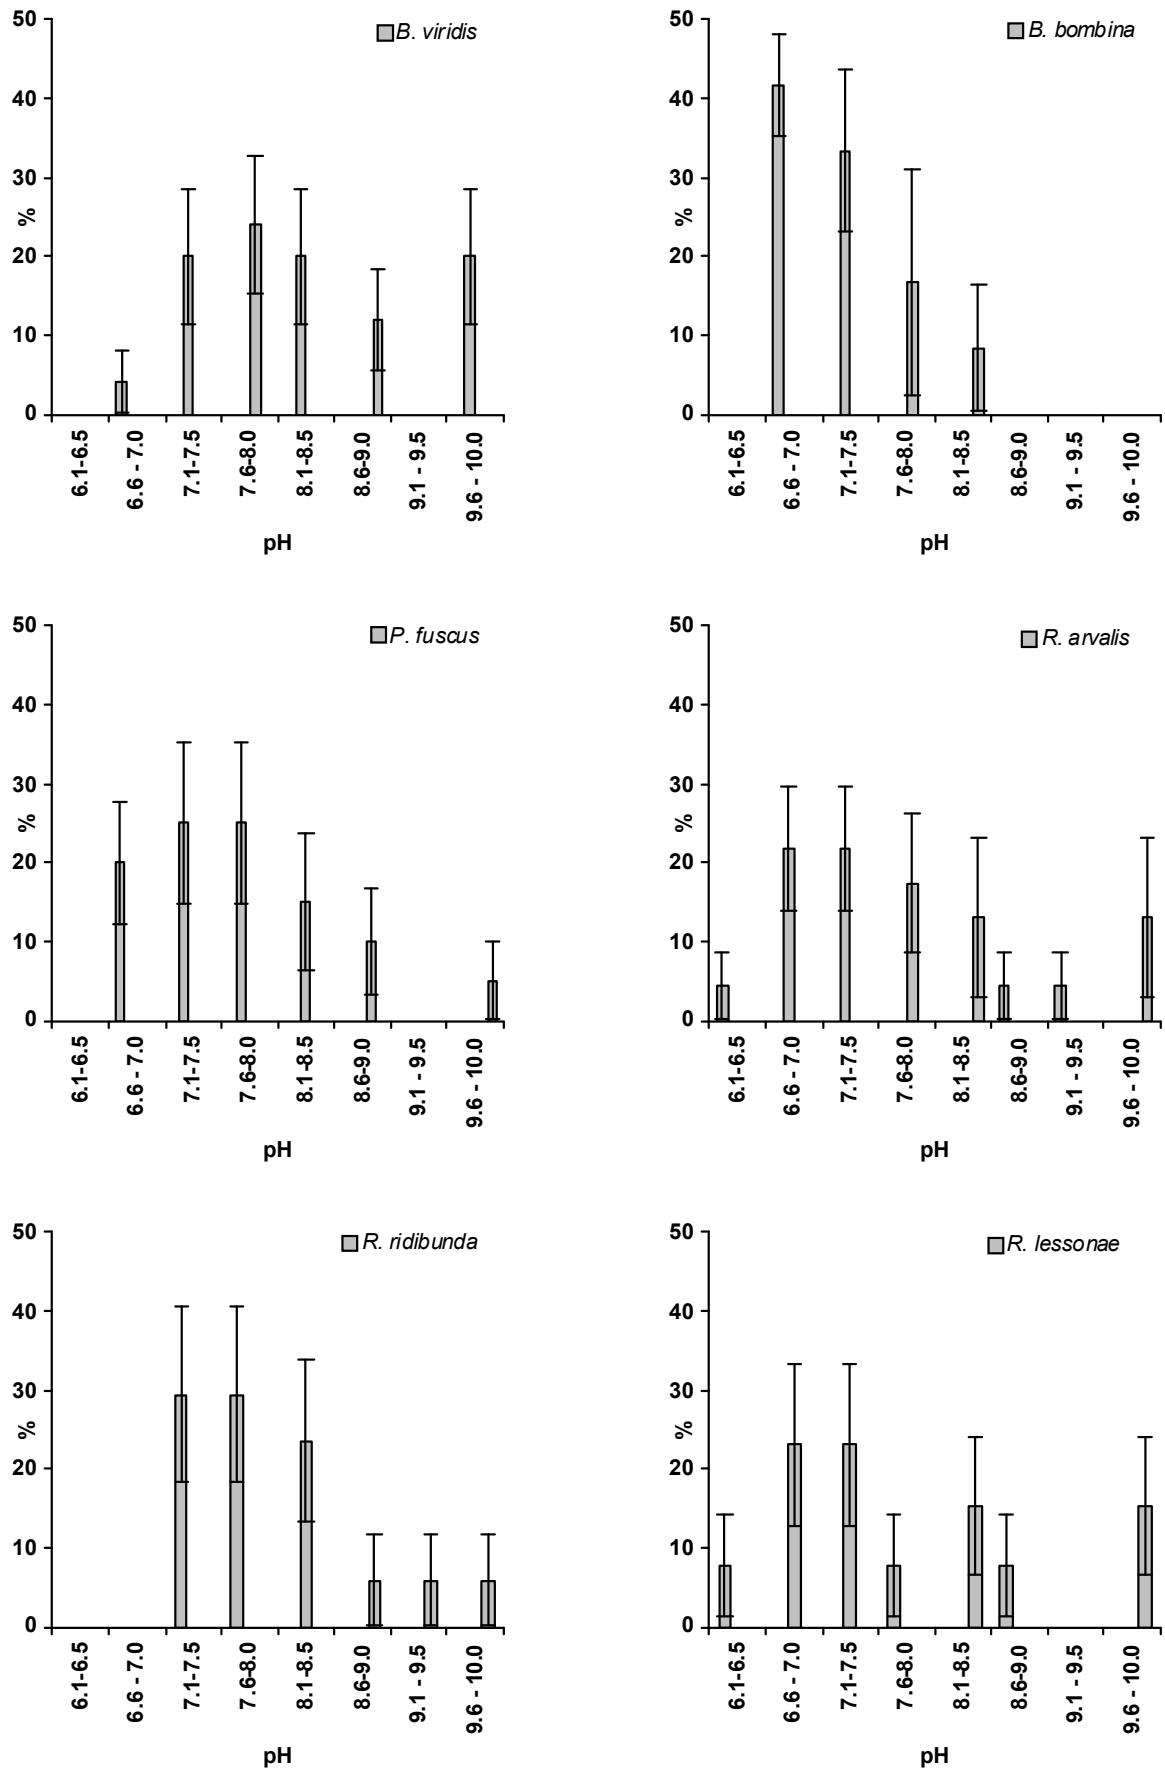 B. viridis
50
40
30
20
10
0
%
6.1-6.5
6.6 - 7.0
7.1-7.5
7.6-8.0
8.1-8.5
8.6-9.0
9.1 - 9.5
9.6 - 10.0
pH
B. bombina
50
40
30
20
10
0
%
6.1-6.5
6.6 - 7.0
7.1-7.5
7.6-8.0
8.1-8.5
8.6-9.0
9.1 - 9.5
9.6 - 10.0
pH
P. fuscus
50
40
30
20
10
0
%
6.1-6.5
6.6 - 7.0
7.1-7.5
7.6-8.0
8.1-8.5
8.6-9.0
9.1 - 9.5
9.6 - 10.0
pH
R. arvalis
50
40
30
20
10
0
%
6.1-6.5
6.6 - 7.0
7.1-7.5
7.6-8.0
8.1-8.5
8.6-9.0
9.1 - 9.5
9.6 - 10.0
pH
R. ridibunda
50
40
30
20
10
0
%
6.1-6.5
6.6 - 7.0
7.1-7.5
7.6-8.0
8.1-8.5
8.6-9.0
9.1 - 9.5
9.6 - 10.0
pH
R. lessonae
50
40
30
20
10
0
%
6.1-6.5
6.6 - 7.0
7.1-7.5
7.6-8.0
8.1-8.5
8.6-9.0
9.1 - 9.5
9.6 - 10.0
pH